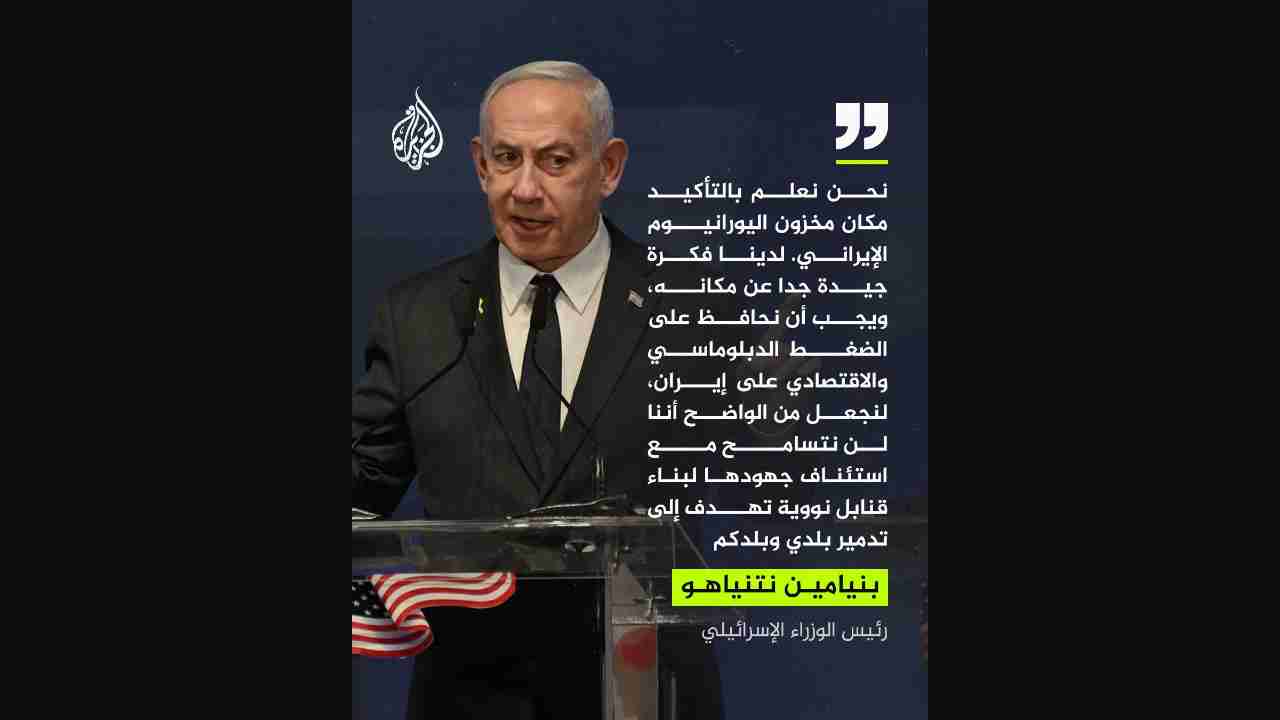 الجزيرة
نحن نعلم بالتأكيد
مكان مخزون اليورانيوم
الإيراني. لدينا فكرة
جيدة جدا عن مكانه،
ويجب أن نحافظ على
الضغط الدبلوماسي
والاقتصادي على إيران،
لنجعل من الواضح أننا
لن نتسامح مع
استئناف جهودها لبناء
قنابل نووية تهدف إلى
تدمير بلدي وبلدكم
بنيامين نتنياهو
رئيس الوزراء الإسرائيلي